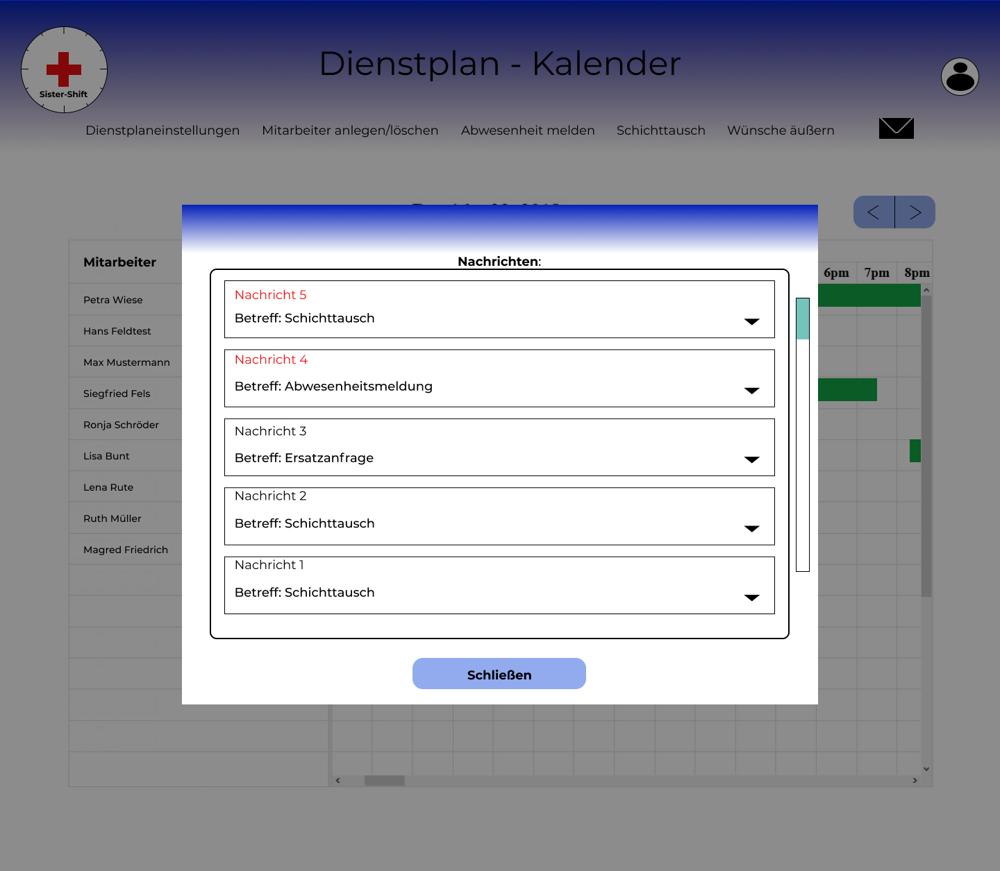 Dienstplan - Kalender
Sister-Shift
Dienstplaneinstellungen Mitarbeiter anlegen/löschen Abwesenheit melden Schichttausch Wünsche äußern
< >
Mitarbeiter
6pm 7pm 8pm
Petra Wiese
Hans Feldtest
Max Mustermann
Siegfried Fels
Ronja Schröder
Lisa Bunt
Lena Rute
Ruth Müller
Magred Friedrich
Nachrichten:
Nachricht 5
Betreff: Schichttausch
Nachricht 4
Betreff: Abwesenheitsmeldung
Nachricht 3
Betreff: Ersatzanfrage
Nachricht 2
Betreff: Schichttausch
Nachricht 1
Betreff: Schichttausch
Schließen